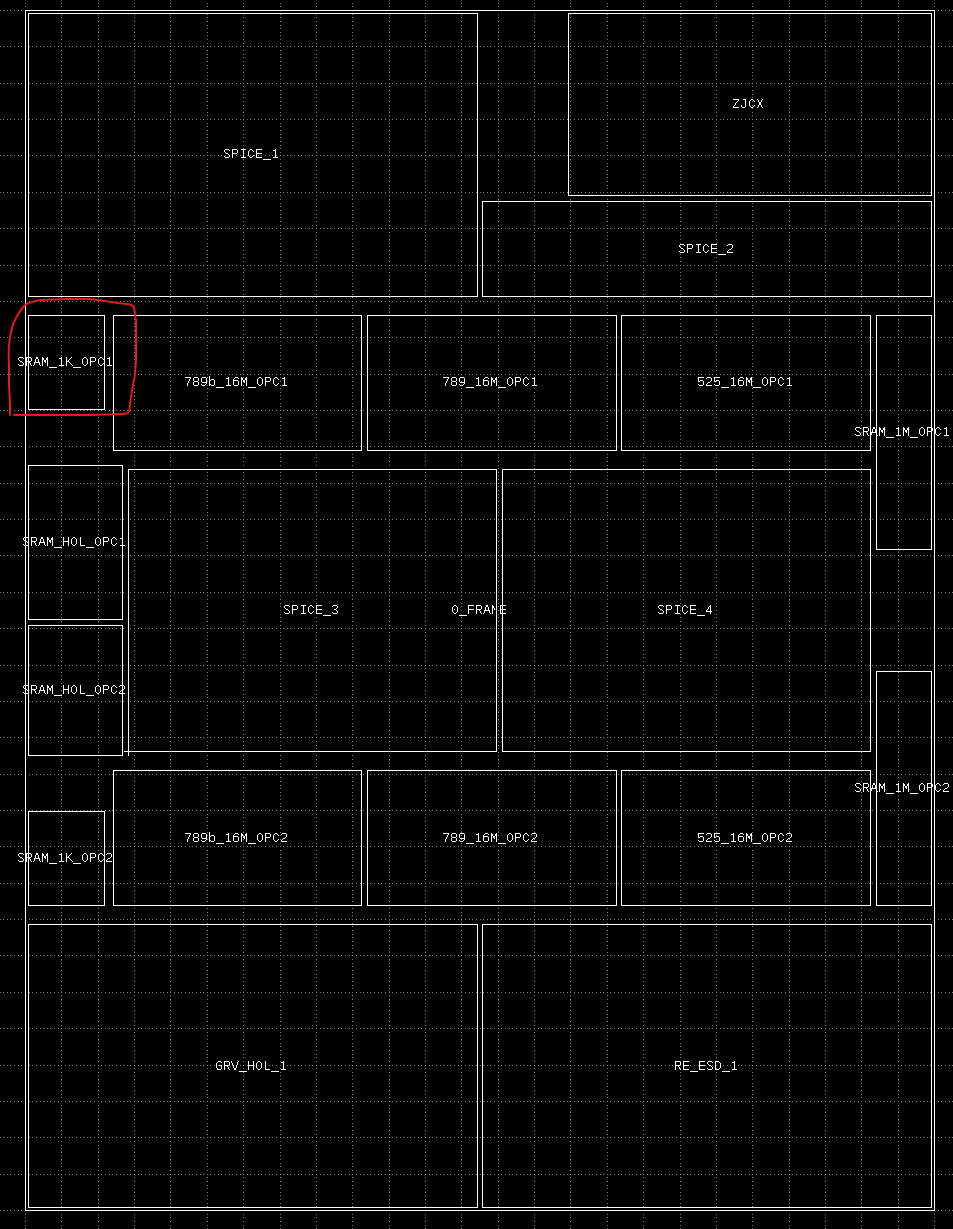 ZJCX
SPICE_1
SPICE_2
SRAM_1K_OPC1
789b_16M_OPC1
789_16M_OPC1
525_16M_OPC1
SRAM_1M_OPC1
SRAM_HOL_OPC1
SPICE_3
0_FRAME
SPICE_4
SRAM_HOL_OPC2
SRAM_1M_OPC2
789b_16M_OPC2
789_16M_OPC2
525_16M_OPC2
SRAM_1K_OPC2
GRV_HOL_1
RE_ESD_1